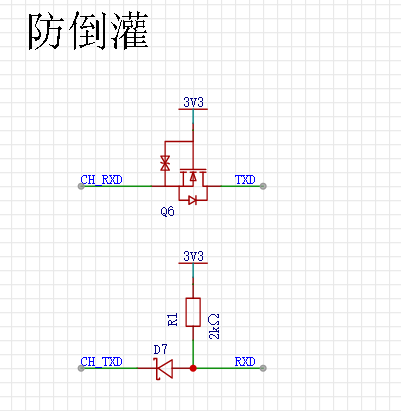 防倒灌
3V3
CH_RXD
TXD
Q6
3V3
R1
2kΩ
D7
CH_TXD
RXD